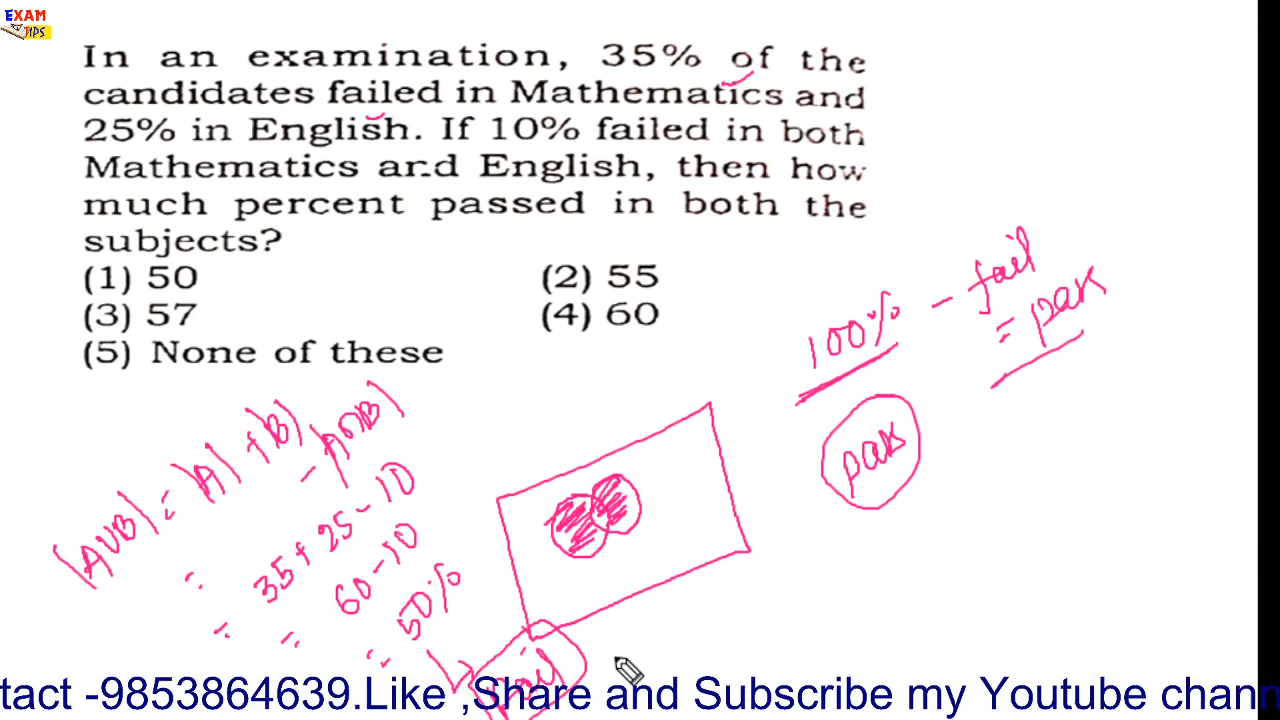 EXAM
TIPS
In an examination, 35% of the
candidates failed in Mathematics and
25% in English. If 10% failed in both
Mathematics and English, then how
much percent passed in both the
subjects?
(1) 50 (2) 55
(3) 57 (4) 60
(5) None of these
100% - fail
= pass
pass
|A∪B| = |A| + |B|
- |A∩B|
= 35 + 25 - 10
= 60 - 10
= 50%
Fail
tact -9853864639.Like ,Share and Subscribe my Youtube chann